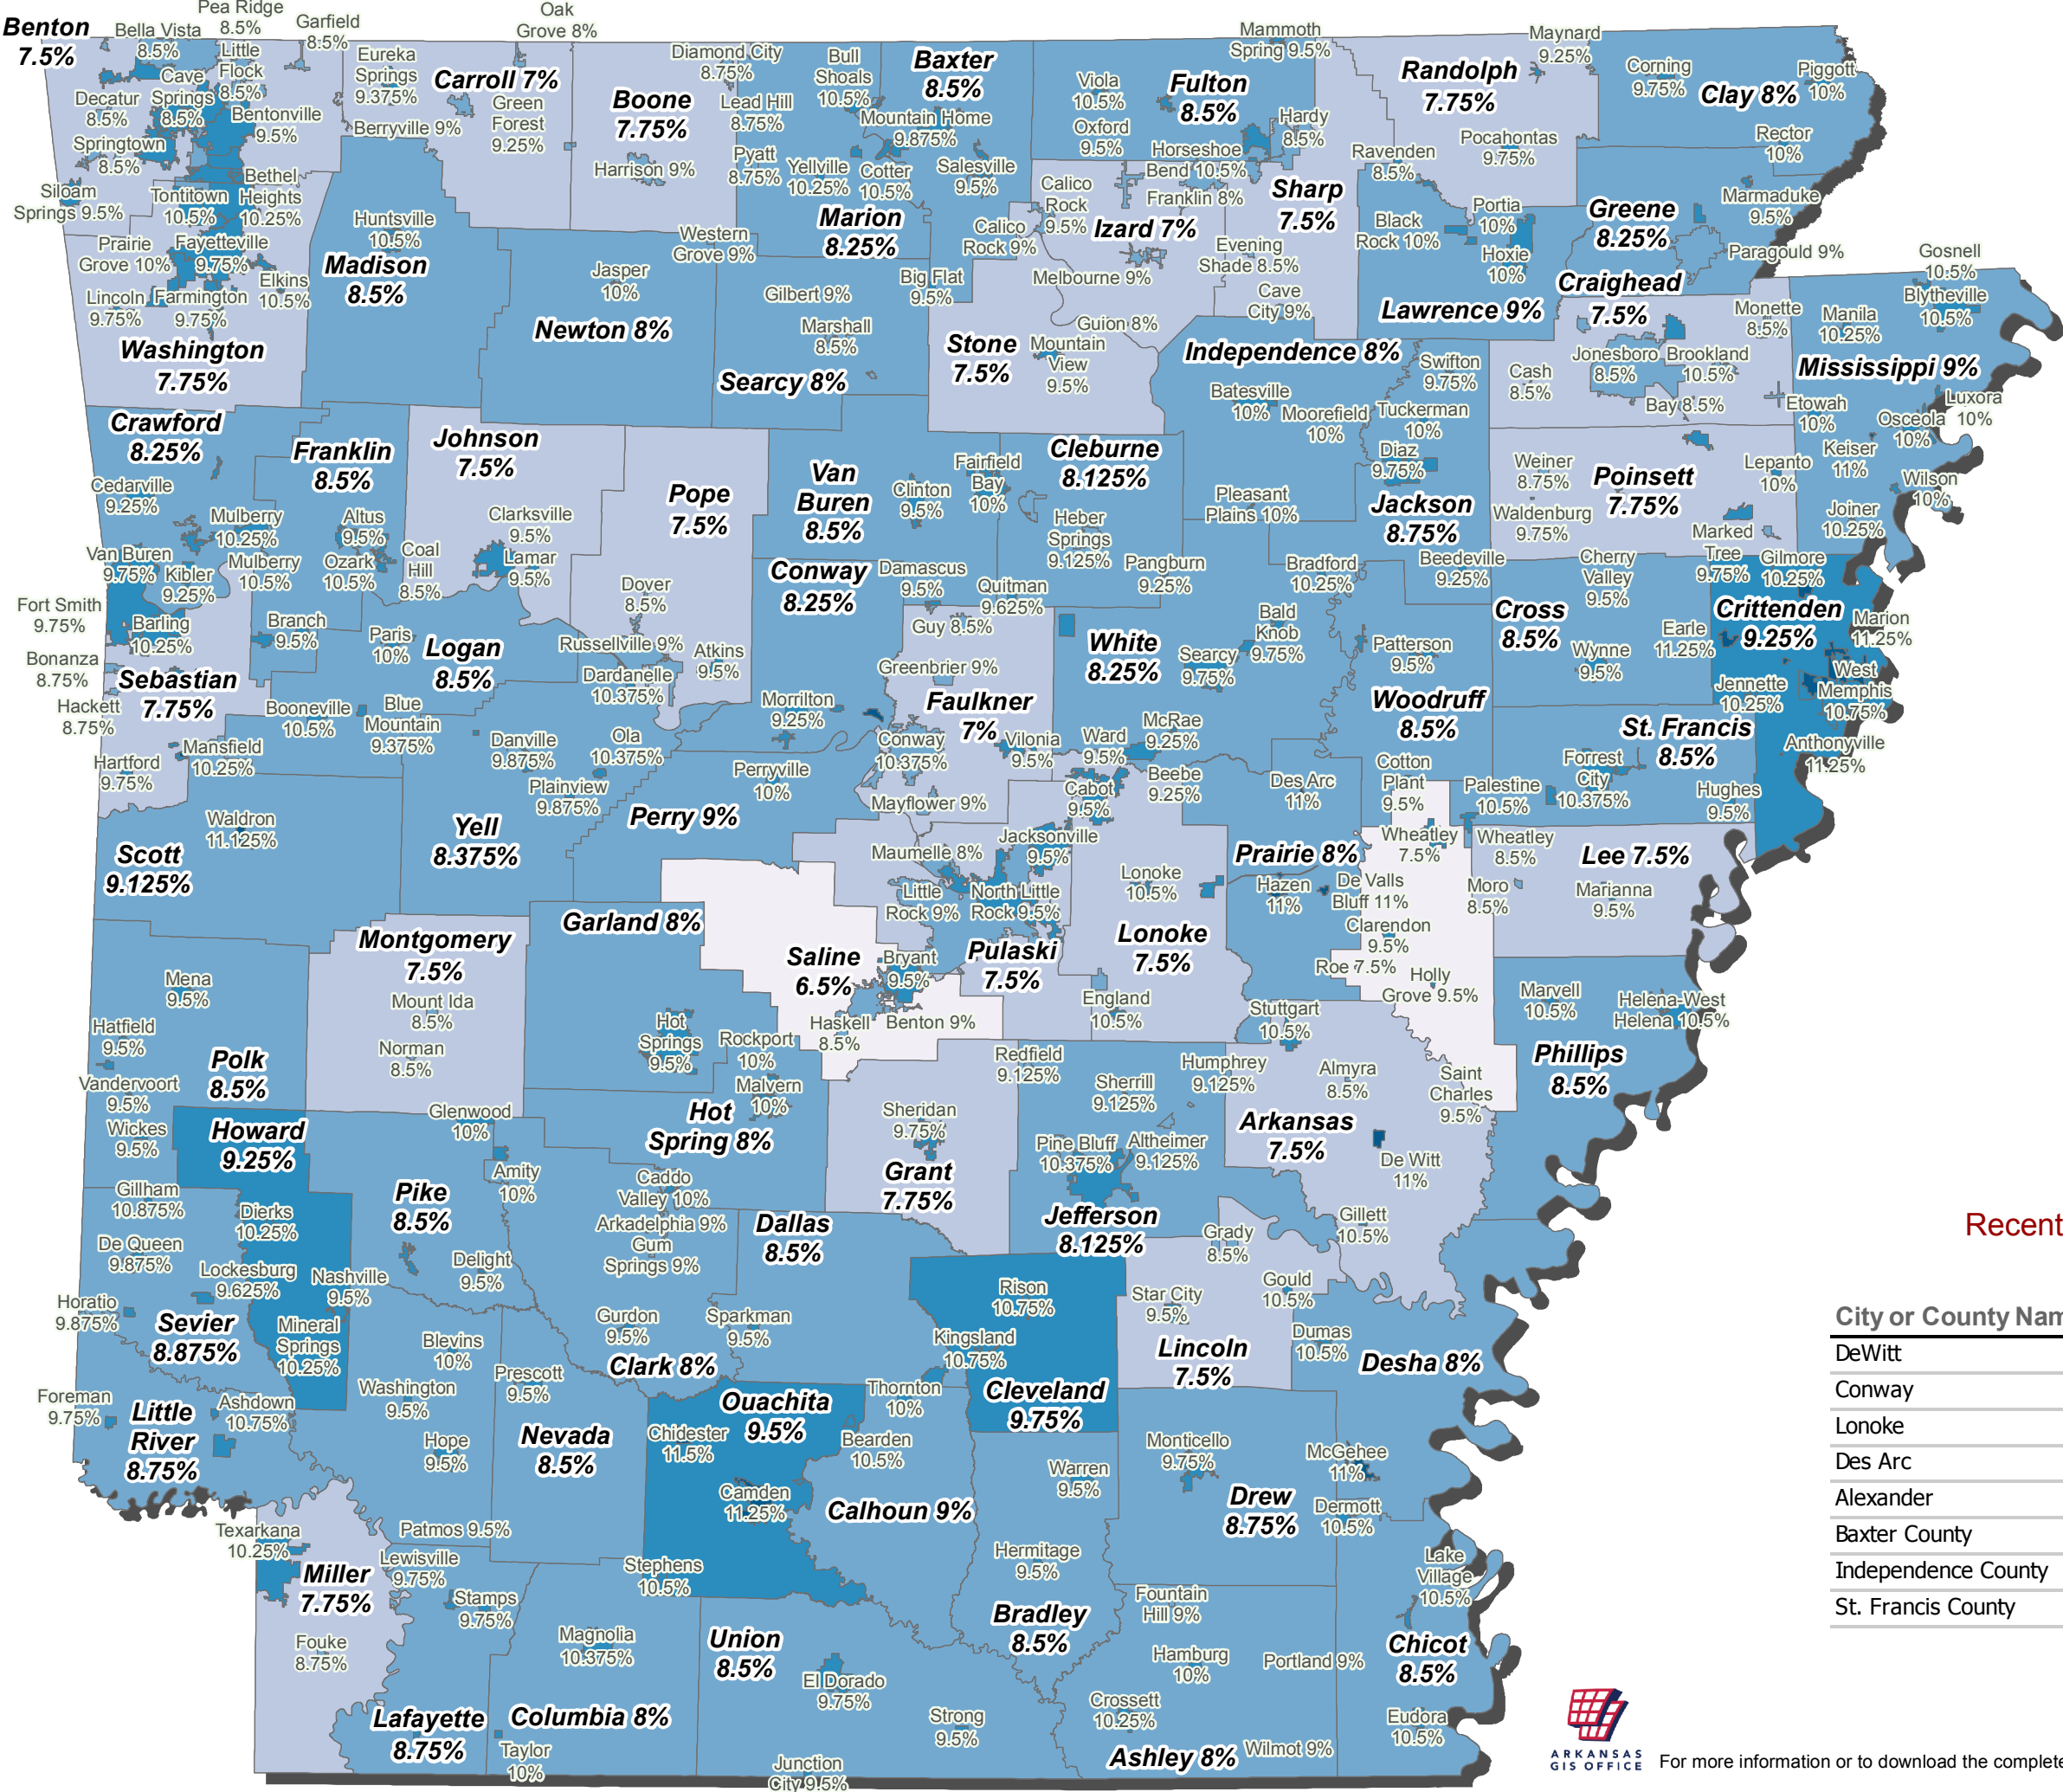 Benton
7.5%
Bella Vista
8.5%
Pea Ridge
8.5%
Garfield
8.5%
Little
Flock
8.5%
Cave
Springs
8.5%
Decatur
8.5%
Bentonville
9.5%
Springtown
8.5%
Siloam
Springs 9.5%
Tontitown
10.5%
Bethel
Heights
10.25%
Prairie
Grove 10%
Fayetteville
9.75%
Elkins
10.5%
Lincoln
9.75%
Farmington
9.75%
Washington
7.75%
Eureka
Springs
9.375%
Carroll 7%
Berryville 9%
Green
Forest
9.25%
Oak
Grove 8%
Boone
7.75%
Harrison 9%
Diamond City
8.75%
Lead Hill
8.75%
Pyatt
8.75%
Bull
Shoals
10.5%
Yellville
10.25%
Marion
8.25%
Baxter
8.5%
Mountain Home
9.875%
Cotter
10.5%
Salesville
9.5%
Viola
10.5%
Oxford
9.5%
Fulton
8.5%
Mammoth
Spring 9.5%
Hardy
8.5%
Horseshoe
Bend 10.5%
Franklin 8%
Calico
Rock
9.5%
Calico
Rock 9%
Izard 7%
Melbourne 9%
Guion 8%
Sharp
7.5%
Evening
Shade 8.5%
Cave
City 9%
Randolph
7.75%
Maynard
9.25%
Pocahontas
9.75%
Ravenden
8.5%
Corning
9.75%
Clay 8%
Piggott
10%
Rector
10%
Black
Rock 10%
Portia
10%
Hoxie
10%
Lawrence 9%
Greene
8.25%
Marmaduke
9.5%
Paragould 9%
Huntsville
10.5%
Madison
8.5%
Western
Grove 9%
Jasper
10%
Newton 8%
Gilbert 9%
Marshall
8.5%
Big Flat
9.5%
Searcy 8%
Stone
7.5%
Mountain
View
9.5%
Independence 8%
Batesville
10%
Moorefield
10%
Pleasant
Plains 10%
Swifton
9.75%
Tuckerman
10%
Diaz
9.75%
Jackson
8.75%
Beedeville
9.25%
Craighead
7.5%
Monette
8.5%
Cash
8.5%
Jonesboro
8.5%
Brookland
10.5%
Bay 8.5%
Gosnell
10.5%
Blytheville
10.5%
Manila
10.25%
Mississippi 9%
Etowah
10%
Luxora
10%
Osceola
10%
Keiser
11%
Wilson
10%
Joiner
10.25%
Weiner
8.75%
Poinsett
7.75%
Lepanto
10%
Waldenburg
9.75%
Marked
Tree
9.75%
Crawford
8.25%
Cedarville
9.25%
Mulberry
10.25%
Mulberry
10.5%
Van Buren
9.75%
Kibler
9.25%
Franklin
8.5%
Altus
9.5%
Ozark
10.5%
Branch
9.5%
Johnson
7.5%
Clarksville
9.5%
Lamar
9.5%
Coal
Hill
8.5%
Pope
7.5%
Dover
8.5%
Russellville 9%
Atkins
9.5%
Van
Buren
8.5%
Clinton
9.5%
Fairfield
Bay
10%
Damascus
9.5%
Cleburne
8.125%
Heber
Springs
9.125%
Quitman
9.625%
Pangburn
9.25%
Conway
8.25%
Morrilton
9.25%
Fort Smith
9.75%
Barling
10.25%
Bonanza
8.75%
Sebastian
7.75%
Hackett
8.75%
Mansfield
10.25%
Hartford
9.75%
Paris
10%
Logan
8.5%
Booneville
10.5%
Blue
Mountain
9.375%
Dardanelle
10.375%
Danville
9.875%
Ola
10.375%
Plainview
9.875%
Yell
8.375%
Guy 8.5%
Greenbrier 9%
Faulkner
7%
Conway
10.375%
Vilonia
9.5%
Mayflower 9%
White
8.25%
Searcy
9.75%
Bald
Knob
9.75%
Bradford
10.25%
McRae
9.25%
Beebe
9.25%
Ward
9.5%
Cabot
9.5%
Patterson
9.5%
Woodruff
8.5%
Cotton
Plant
9.5%
Cherry
Valley
9.5%
Cross
8.5%
Wynne
9.5%
Gilmore
10.25%
Crittenden
9.25%
Earle
11.25%
Marion
11.25%
West
Memphis
10.75%
Jennette
10.25%
Anthonyville
11.25%
St. Francis
8.5%
Forrest
City
10.375%
Palestine
10.5%
Hughes
9.5%
Wheatley
7.5%
Wheatley
8.5%
Lee 7.5%
Moro
8.5%
Marianna
9.5%
Waldron
11.125%
Scott
9.125%
Perryville
10%
Perry 9%
Maumelle 8%
Jacksonville
9.5%
Little
Rock 9%
North Little
Rock 9.5%
Pulaski
7.5%
Lonoke
10.5%
Lonoke
7.5%
England
10.5%
Des Arc
11%
Prairie 8%
Hazen
11%
De Valls
Bluff 11%
Clarendon
9.5%
Roe 7.5%
Holly
Grove 9.5%
Garland 8%
Hot
Springs
9.5%
Saline
6.5%
Bryant
9.5%
Haskell
8.5%
Benton 9%
Montgomery
7.5%
Mount Ida
8.5%
Norman
8.5%
Mena
9.5%
Hatfield
9.5%
Polk
8.5%
Vandervoort
9.5%
Wickes
9.5%
Rockport
10%
Malvern
10%
Hot
Spring 8%
Sheridan
9.75%
Grant
7.75%
Redfield
9.125%
Sherrill
9.125%
Humphrey
9.125%
Pine Bluff
10.375%
Altheimer
9.125%
Jefferson
8.125%
Stuttgart
10.5%
Almyra
8.5%
Saint
Charles
9.5%
Arkansas
7.5%
De Witt
11%
Gillett
10.5%
Marvell
10.5%
Helena-West
Helena 10.5%
Phillips
8.5%
Howard
9.25%
Dierks
10.25%
Nashville
9.5%
Mineral
Springs
10.25%
Glenwood
10%
Pike
8.5%
Delight
9.5%
Amity
10%
Caddo
Valley 10%
Arkadelphia 9%
Gum
Springs 9%
Gurdon
9.5%
Clark 8%
Dallas
8.5%
Sparkman
9.5%
Gillham
10.875%
De Queen
9.875%
Lockesburg
9.625%
Horatio
9.875%
Sevier
8.875%
Foreman
9.75%
Ashdown
10.75%
Little
River
8.75%
Blevins
10%
Washington
9.5%
Hope
9.5%
Patmos 9.5%
Prescott
9.5%
Nevada
8.5%
Ouachita
9.5%
Chidester
11.5%
Camden
11.25%
Stephens
10.5%
Bearden
10.5%
Thornton
10%
Calhoun 9%
Rison
10.75%
Kingsland
10.75%
Cleveland
9.75%
Grady
8.5%
Star City
9.5%
Gould
10.5%
Lincoln
7.5%
Dumas
10.5%
Desha 8%
McGehee
11%
Monticello
9.75%
Drew
8.75%
Warren
9.5%
Hermitage
9.5%
Bradley
8.5%
Dermott
10.5%
Lake
Village
10.5%
Chicot
8.5%
Eudora
10.5%
Fountain
Hill 9%
Hamburg
10%
Portland 9%
Crossett
10.25%
Ashley 8%
Wilmot 9%
Texarkana
10.25%
Miller
7.75%
Fouke
8.75%
Lewisville
9.75%
Stamps
9.75%
Lafayette
8.75%
Magnolia
10.375%
Columbia 8%
Taylor
10%
Union
8.5%
El Dorado
9.75%
Strong
9.5%
Junction
City 9.5%
Recent
City or County Nam
DeWitt
Conway
Lonoke
Des Arc
Alexander
Baxter County
Independence County
St. Francis County
ARKANSAS
GIS OFFICE
For more information or to download the complete